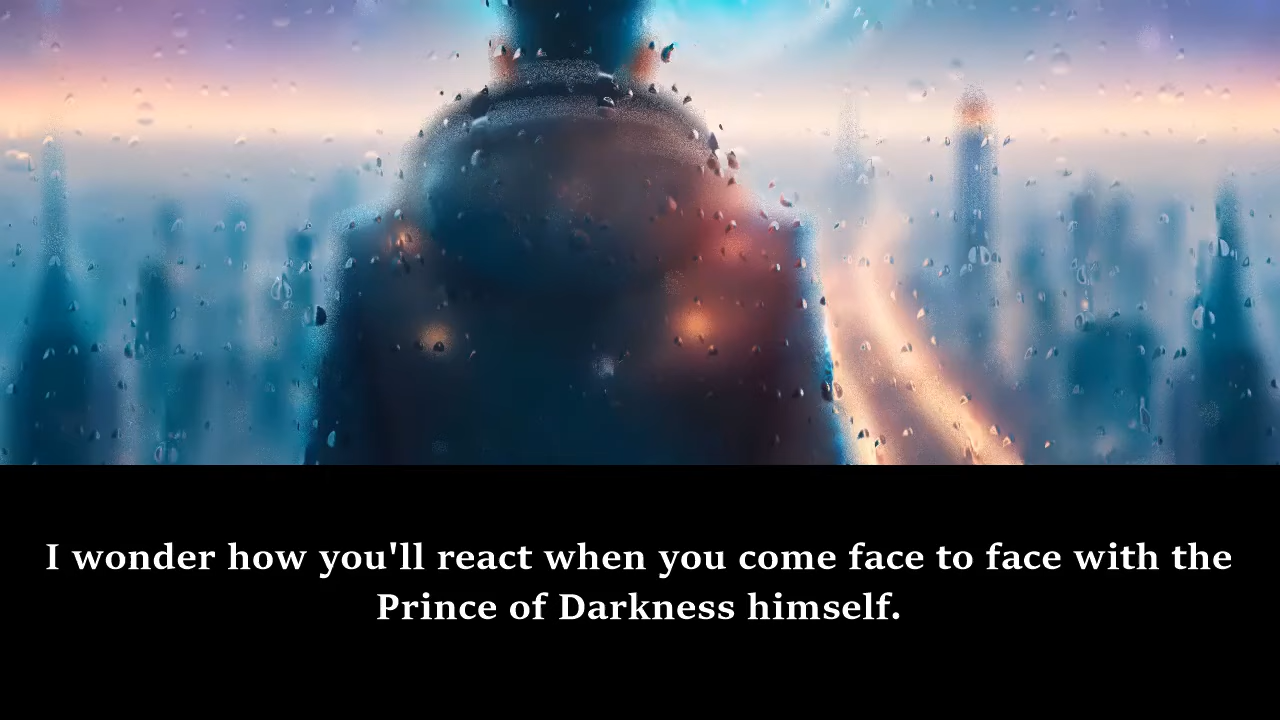 I wonder how you'll react when you come face to face with the
Prince of Darkness himself.